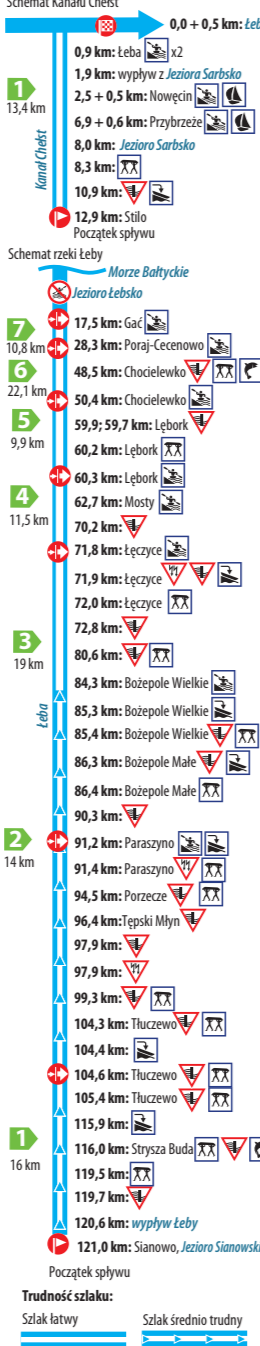 Schemat Kanału Chełst
0,0 + 0,5 km:
0,9 km: Łeba x2
1,9 km: wypływ z Jeziora Sarbsko
1
13,4 km
2,5 + 0,5 km: Nowęcin
6,9 + 0,6 km: Przybrzeże
8,0 km: Jezioro Sarbsko
8,3 km:
Kanał Chełst
10,9 km:
12,9 km: Stilo
Początek spływu
Schemat rzeki Łeby
Morze Bałtyckie
Jezioro Łebsko
17,5 km: Gać
7
10,8 km
28,3 km: Poraj-Cecenowo
6
22,1 km
48,5 km: Chocielewko
50,4 km: Chocielewko
5
9,9 km
59,9; 59,7 km: Lębork
60,2 km: Lębork
60,3 km: Lębork
4
11,5 km
62,7 km: Mosty
70,2 km:
71,8 km: Łęczyce
71,9 km: Łęczyce
72,0 km: Łęczyce
72,8 km:
3
19 km
80,6 km:
84,3 km: Bożepole Wielkie
Łeba
85,3 km: Bożepole Wielkie
85,4 km: Bożepole Wielkie
86,3 km: Bożepole Małe
86,4 km: Bożepole Małe
90,3 km:
2
14 km
91,2 km: Paraszyno
91,4 km: Paraszyno
94,5 km: Porzecze
96,4 km:Tępski Młyn
97,9 km:
97,9 km:
99,3 km:
104,3 km: Tłuczewo
104,4 km:
104,6 km: Tłuczewo
105,4 km: Tłuczewo
115,9 km:
1
16 km
116,0 km: Strysza Buda
119,5 km:
119,7 km:
120,6 km: wypływ Łeby
121,0 km: Sianowo, Jezioro Sianowski
Początek spływu
Trudność szlaku:
Szlak łatwy
Szlak średnio trudny